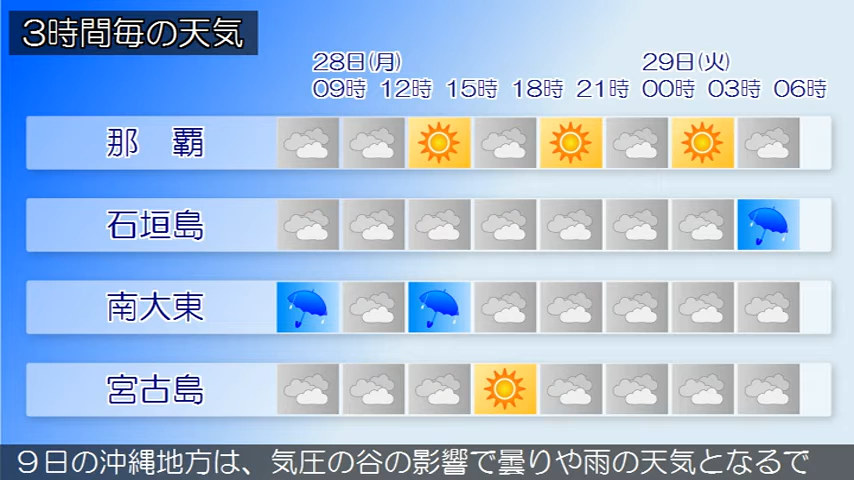 3時間毎の天気
28日(月) 29日(火)
09時 12時 15時 18時 21時 00時 03時 06時
那　覇
石垣島
南大東
宮古島
９日の沖縄地方は、気圧の谷の影響で曇りや雨の天気となるで